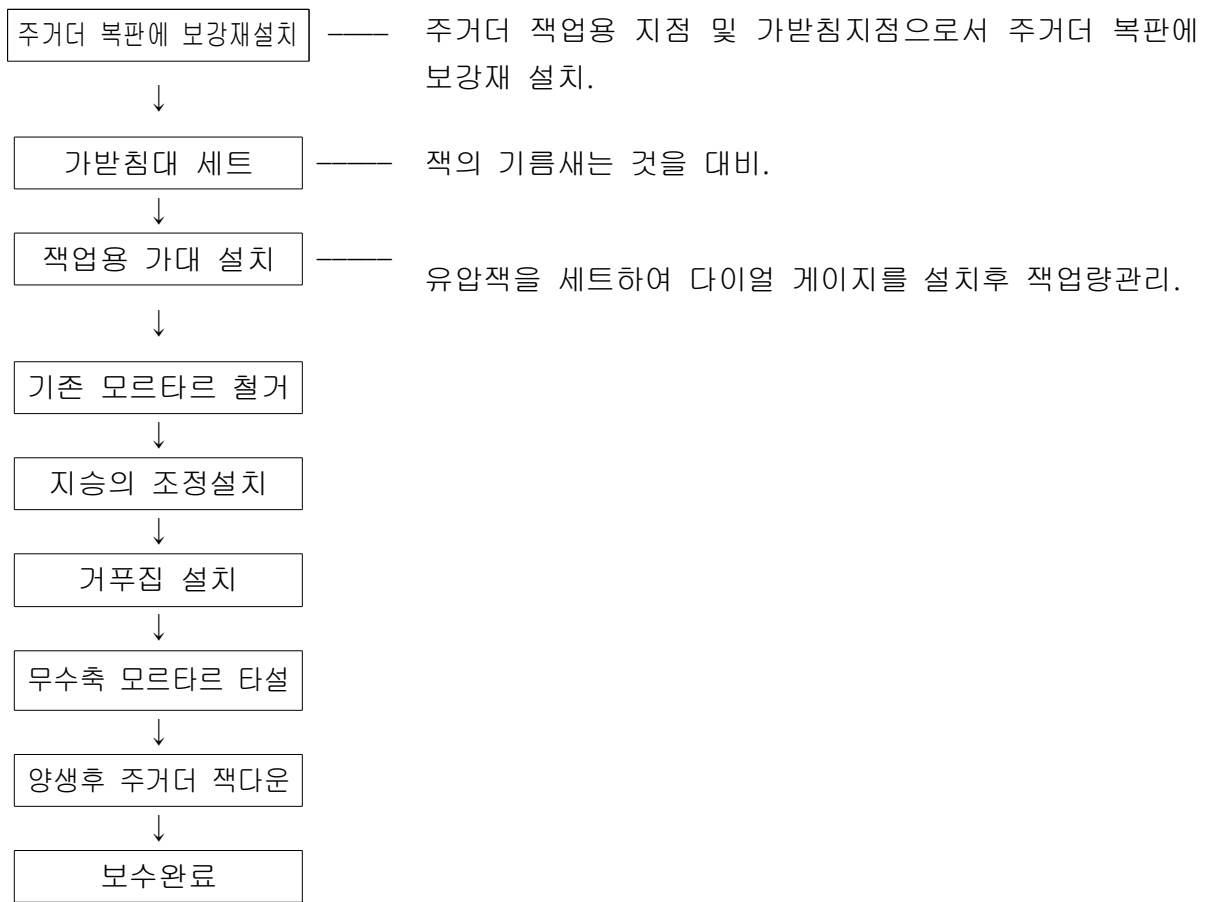 주거더 복판에 보강재설치 ──── 주거더 잭업용 지점 및 가받침지점으로서 주거더 복판에
보강재 설치.
↓
가받침대 세트 ───── 잭의 기름새는 것을 대비.
↓
잭업용 가대 설치 ───── 유압잭을 세트하여 다이얼 게이지를 설치후 잭업량관리.
↓
기존 모르타르 철거
↓
지승의 조정설치
↓
거푸집 설치
↓
무수축 모르타르 타설
↓
양생후 주거더 잭다운
↓
보수완료